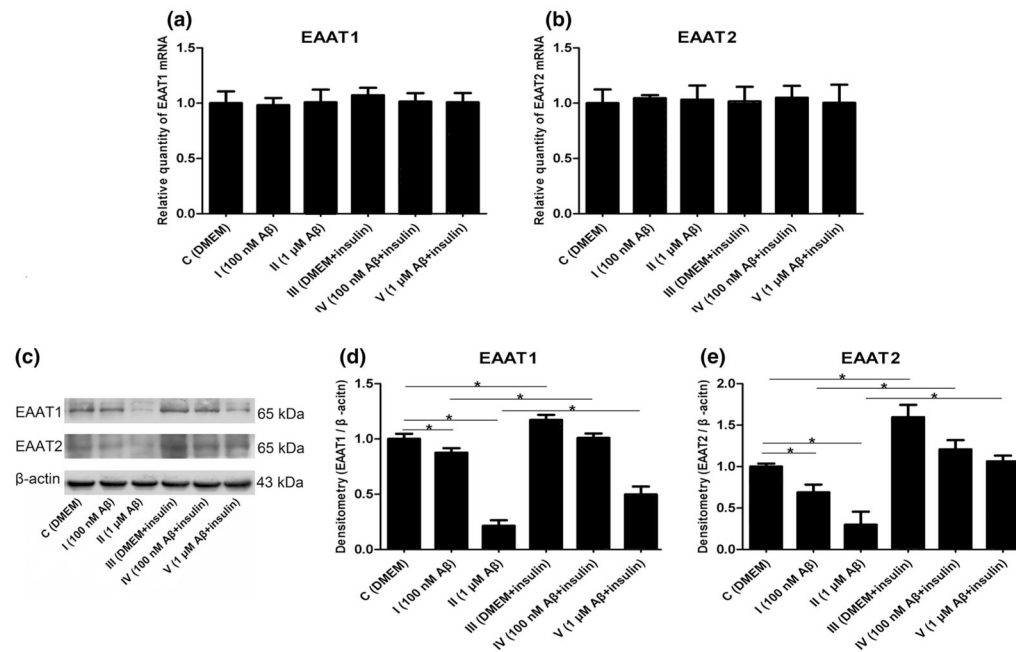 (a)
EAAT1
Relative quantity of EAAT1 mRNA
1.5
1.0
0.5
0.0
C (DMEM)
I (100 nM Aβ)
II (1 µM Aβ)
III (DMEM+insulin)
IV (100 nM Aβ+insulin)
V (1 µM Aβ+insulin)
(b)
EAAT2
Relative quantity of EAAT2 mRNA
1.5
1.0
0.5
0.0
C (DMEM)
I (100 nM Aβ)
II (1 µM Aβ)
III (DMEM+insulin)
IV (100 nM Aβ+insulin)
V (1 µM Aβ+insulin)
(c)
EAAT1 65 kDa
EAAT2 65 kDa
β-actin 43 kDa
C (DMEM)
I (100 nM Aβ)
II (1 µM Aβ)
III (DMEM+insulin)
IV (100 nM Aβ+insulin)
V (1 µM Aβ+insulin)
(d)
EAAT1
Densitometry (EAAT1 / β -acitn)
1.5
1.0
0.5
0.0
*
*
*
*
*
C (DMEM)
I (100 nM Aβ)
II (1 µM Aβ)
III (DMEM+insulin)
IV (100 nM Aβ+insulin)
V (1 µM Aβ+insulin)
(e)
EAAT2
Densitometry (EAAT2 / β -acitn)
2.0
1.5
1.0
0.5
0.0
*
*
*
*
*
C (DMEM)
I (100 nM Aβ)
II (1 µM Aβ)
III (DMEM+insulin)
IV (100 nM Aβ+insulin)
V (1 µM Aβ+insulin)